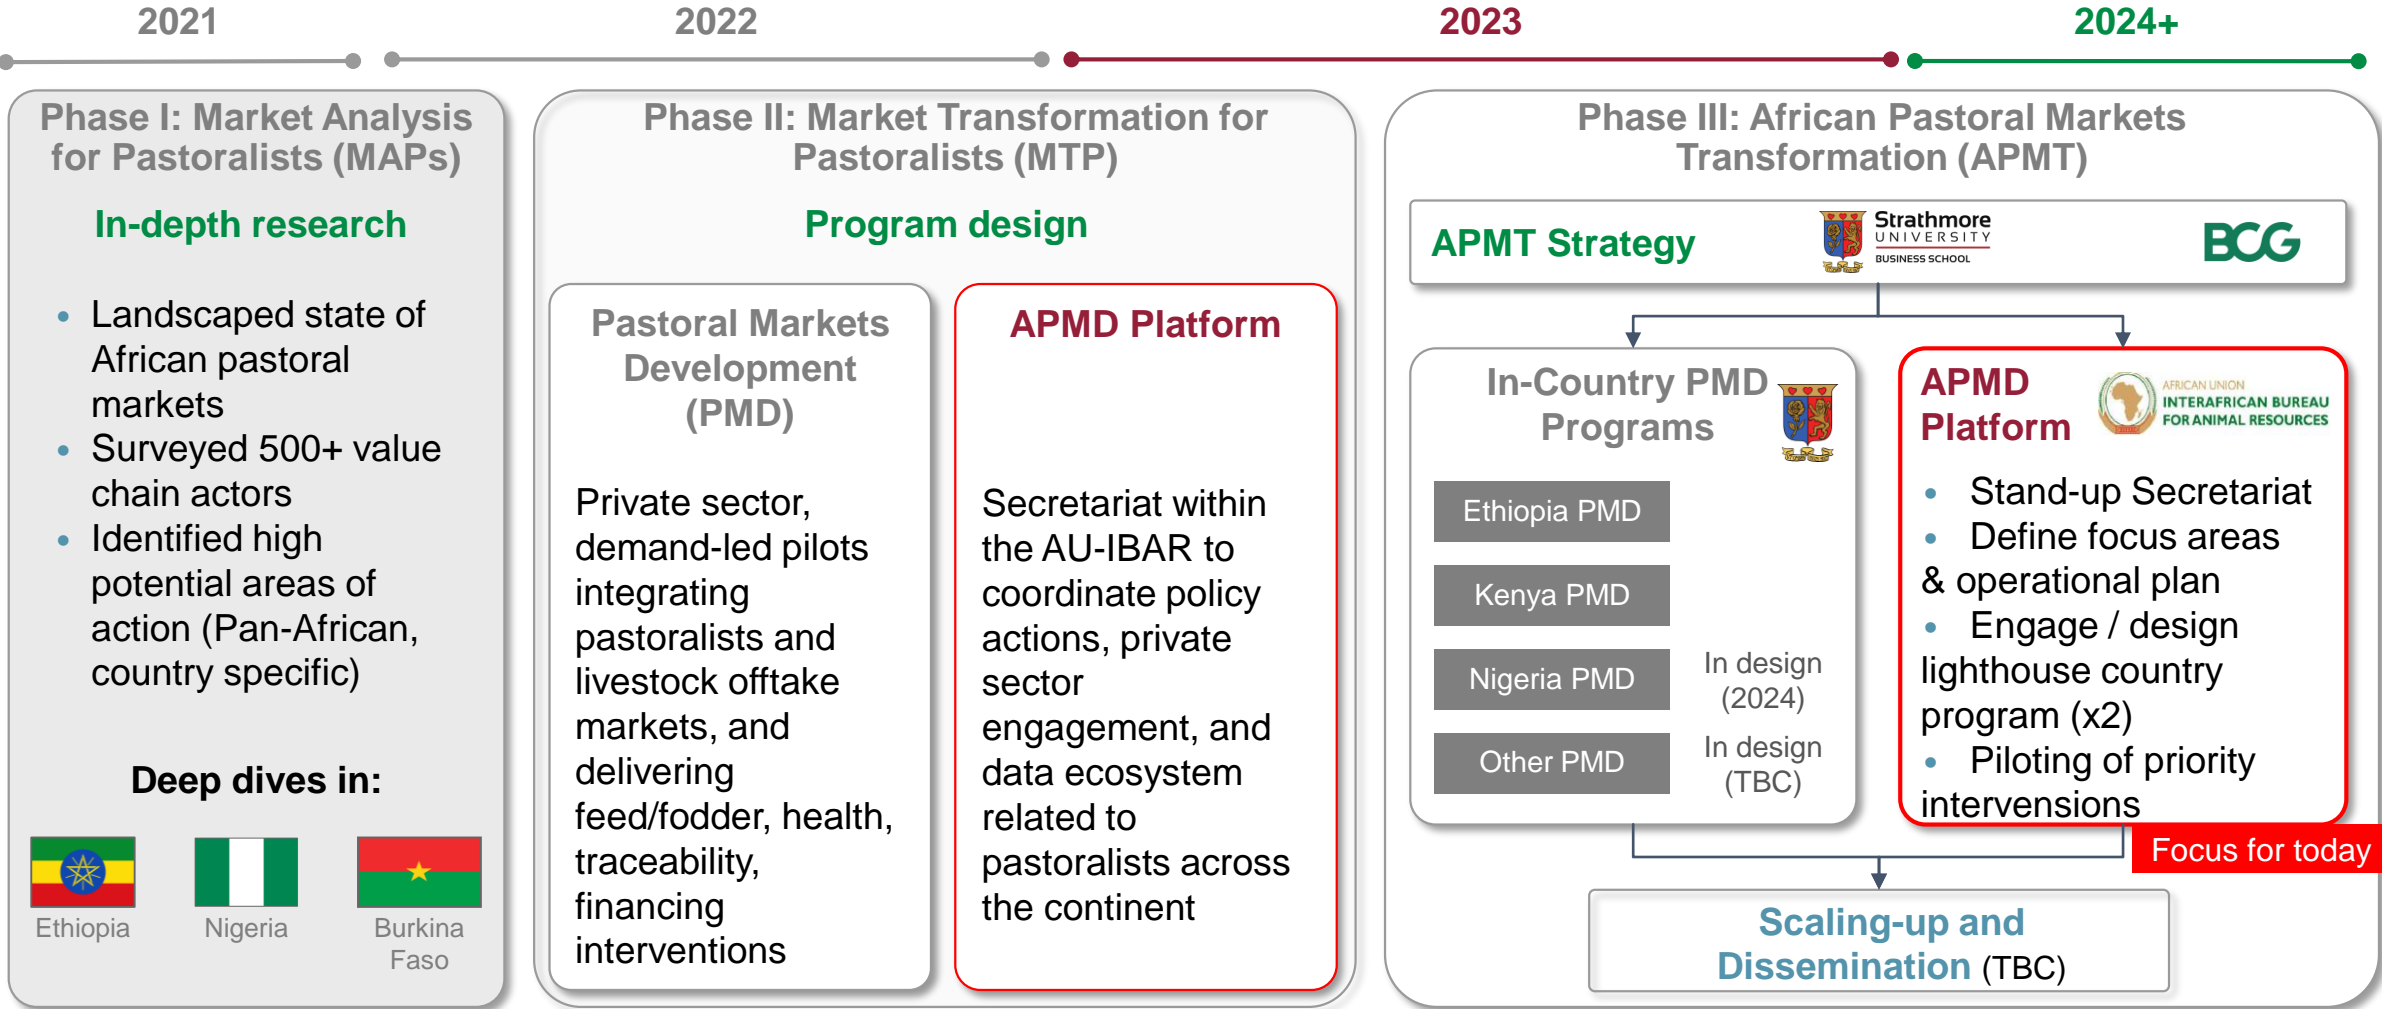 2021
2022
2023
2024+
Phase I: Market Analysis
for Pastoralists (MAPs)
In-depth research
• Landscaped state of
African pastoral
markets
• Surveyed 500+ value
chain actors
• Identified high
potential areas of
action (Pan-African,
country specific)
Deep dives in:
Ethiopia
Nigeria
Burkina
Faso
Phase II: Market Transformation for
Pastoralists (MTP)
Program design
Pastoral Markets
Development
(PMD)
Private sector,
demand-led pilots
integrating
pastoralists and
livestock offtake
markets, and
delivering
feed/fodder, health,
traceability,
financing
interventions
APMD Platform
Secretariat within
the AU-IBAR to
coordinate policy
actions, private
sector
engagement, and
data ecosystem
related to
pastoralists across
the continent
Phase III: African Pastoral Markets
Transformation (APMT)
APMT Strategy
Strathmore
UNIVERSITY
BUSINESS SCHOOL
BCG
In-Country PMD
Programs
Ethiopia PMD
Kenya PMD
Nigeria PMD
In design
(2024)
Other PMD
In design
(TBC)
APMD
Platform
AFRICAN UNION
INTERAFRICAN BUREAU
FOR ANIMAL RESOURCES
• Stand-up Secretariat
• Define focus areas
& operational plan
• Engage / design
lighthouse country
program (x2)
• Piloting of priority
intervensions
Focus for today
Scaling-up and
Dissemination (TBC)